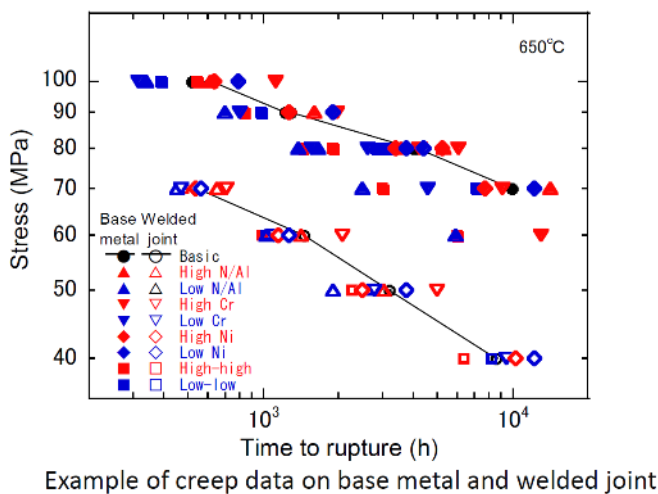 650°C
100
90
80
70
60
50
40
Stress (MPa)
Base Welded
metal joint
Basic
High N/Al
Low N/Al
High Cr
Low Cr
High Ni
Low Ni
High-high
Low-low
10³
10⁴
Time to rupture (h)
Example of creep data on base metal and welded joint